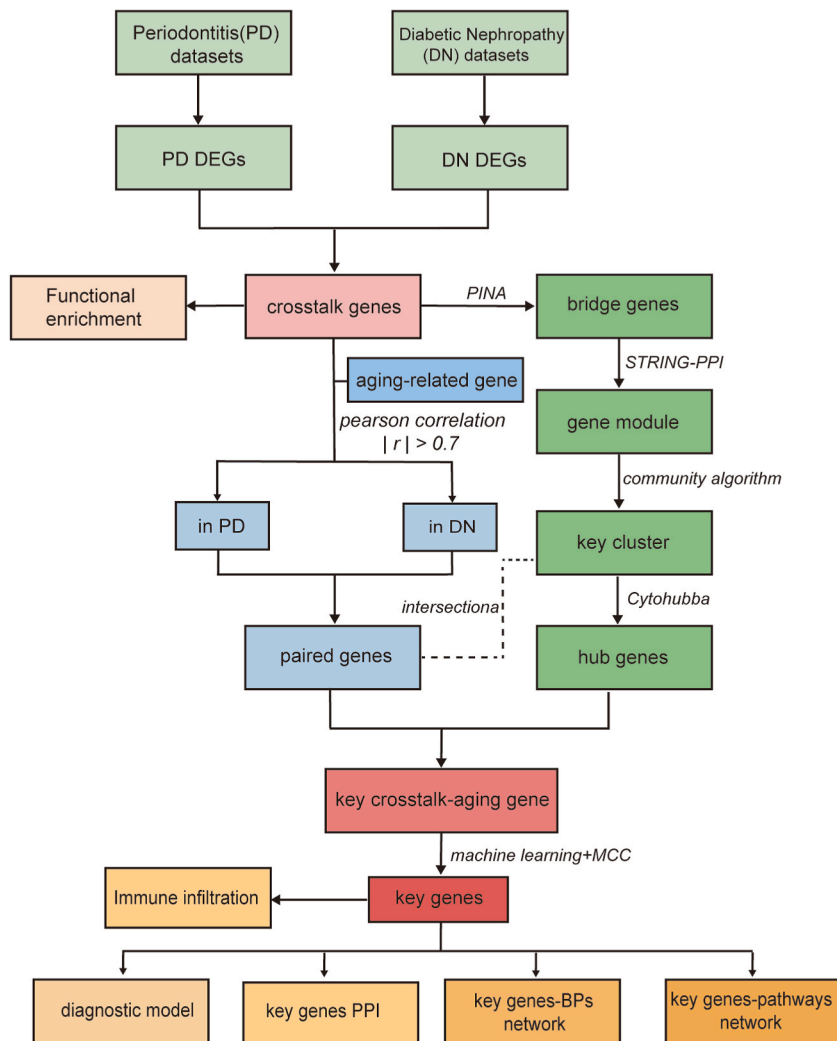 Periodontitis(PD)
datasets
Diabetic Nephropathy
(DN) datasets
PD DEGs
DN DEGs
Functional
enrichment
crosstalk genes
PINA
bridge genes
STRING-PPI
aging-related gene
pearson correlation
| r | > 0.7
gene module
community algorithm
in PD
in DN
key cluster
intersectiona
Cytohubba
paired genes
hub genes
key crosstalk-aging gene
machine learning+MCC
Immune infiltration
key genes
diagnostic model
key genes PPI
key genes-BPs
network
key genes-pathways
network